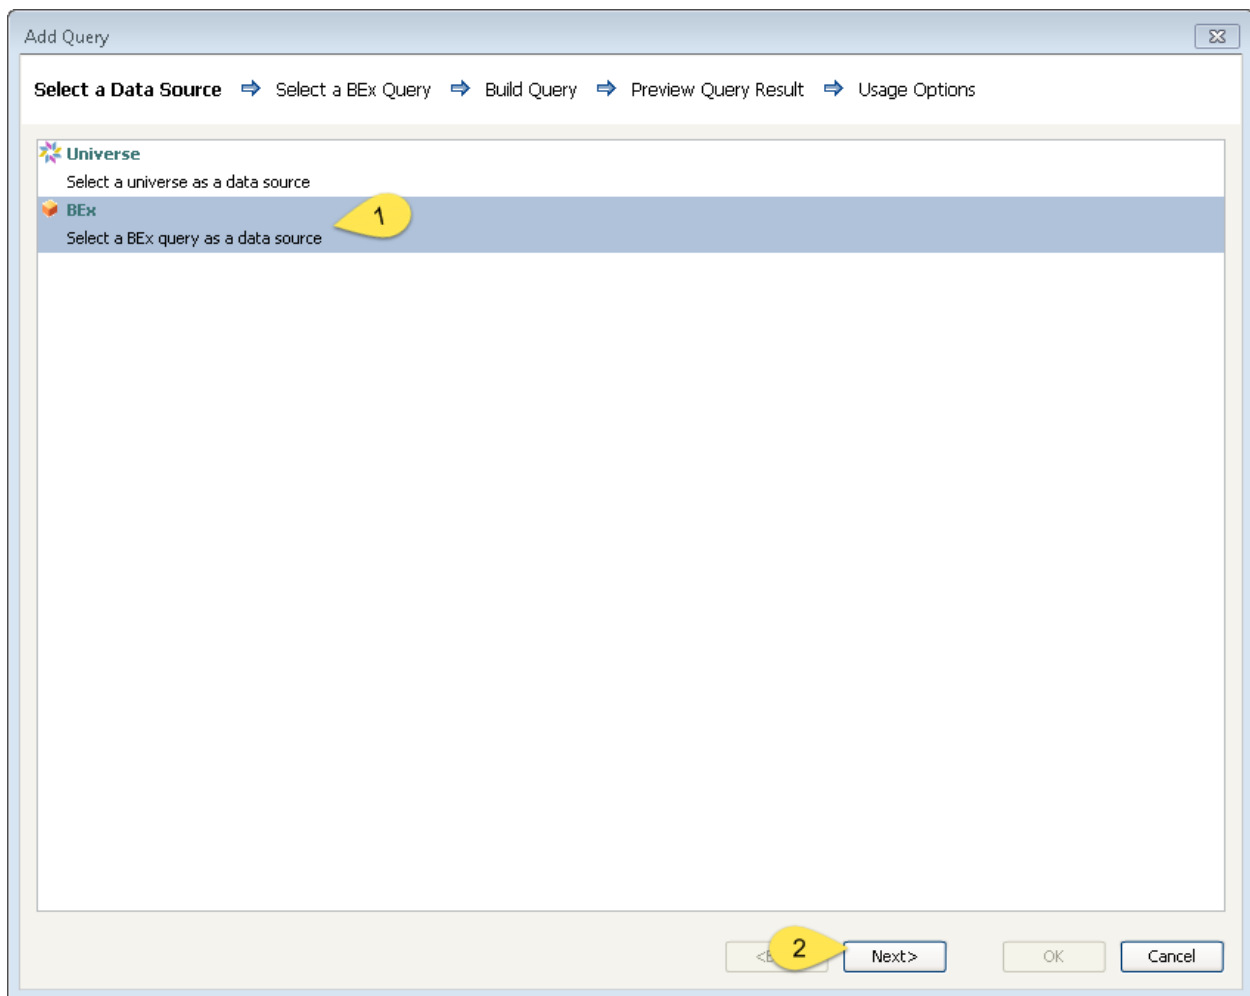 Add Query
Select a Data Source Select a BEx Query Build Query Preview Query Result Usage Options
Universe
Select a universe as a data source
BEx
1
Select a BEx query as a data source
2
Next>
OK
Cancel